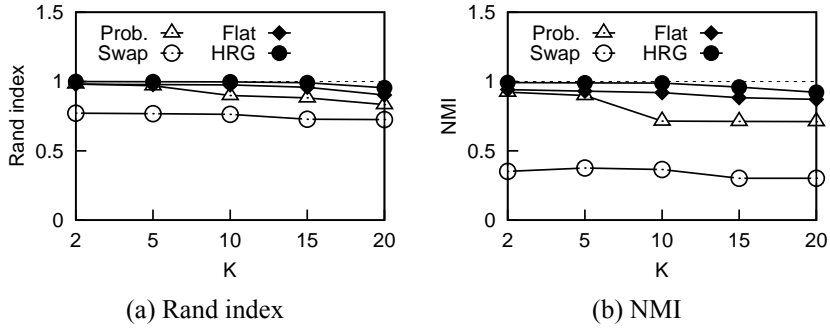 Rand index
1.5
1
0.5
0
Prob.
Swap
Flat
HRG
2
5
10
15
20
K
(a) Rand index
NMI
1.5
1
0.5
0
Prob.
Swap
Flat
HRG
2
5
10
15
20
K
(b) NMI